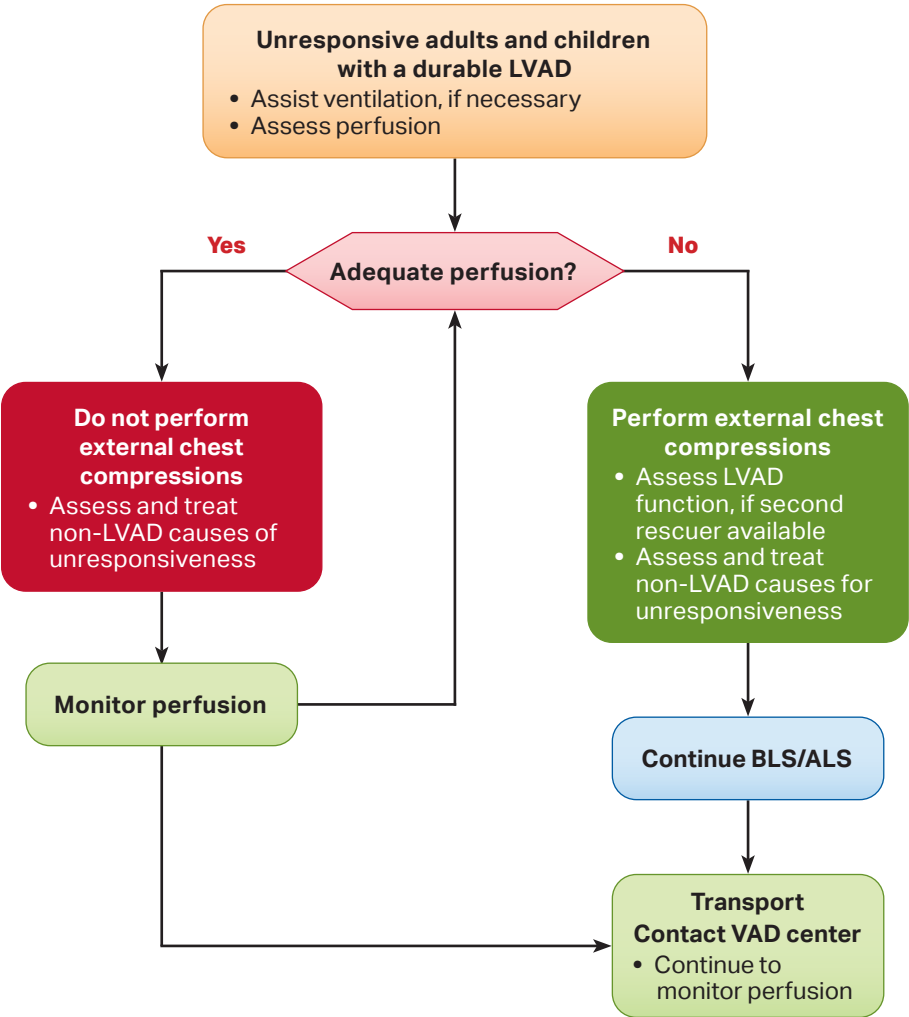 Unresponsive adults and children
with a durable LVAD
• Assist ventilation, if necessary
• Assess perfusion
Yes
Adequate perfusion?
No
Do not perform
external chest
compressions
• Assess and treat
non-LVAD causes of
unresponsiveness
Perform external chest
compressions
• Assess LVAD
function, if second
rescuer available
• Assess and treat
non-LVAD causes for
unresponsiveness
Monitor perfusion
Continue BLS/ALS
Transport
Contact VAD center
• Continue to
monitor perfusion